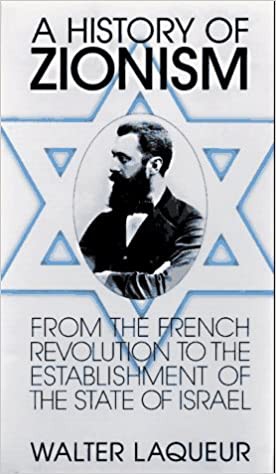 A HISTORY OF
ZIONISM
FROM THE FRENCH
REVOLUTION TO THE
ESTABLISHMENT OF
THE STATE OF ISRAEL
WALTER LAQUEUR